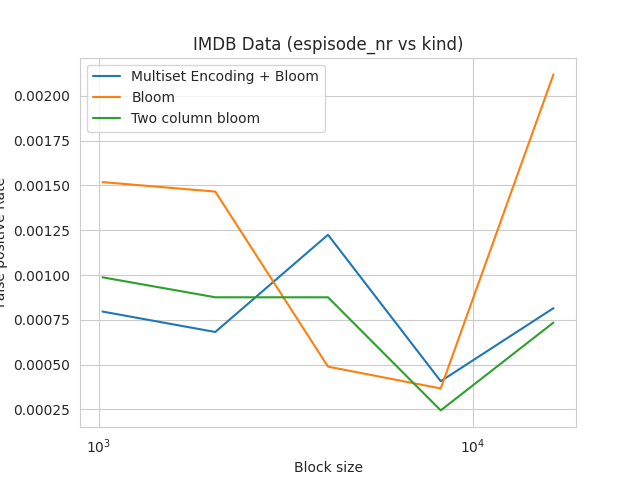 IMDB Data (espisode_nr vs kind)
Multiset Encoding + Bloom
Bloom
Two column bloom
0.00200
0.00175
0.00150
0.00125
0.00100
0.00075
0.00050
0.00025
positive Rate
10³
10⁴
Block size